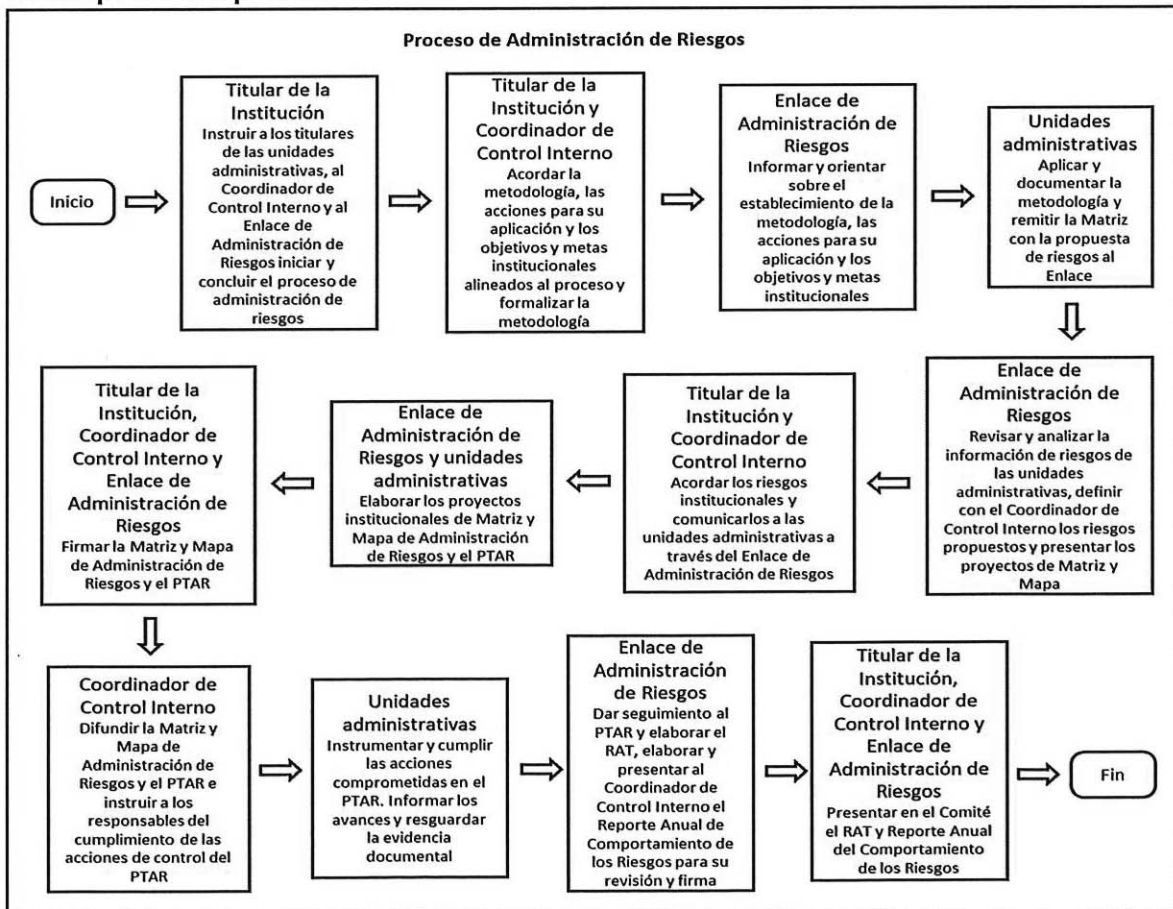 Proceso de Administración de Riesgos
Inicio
Titular de la
Institución
Instruir a los titulares
de las unidades
administrativas, al
Coordinador de
Control Interno y al
Enlace de
Administración de
Riesgos iniciar y
concluir el proceso de
administración de
riesgos
Titular de la
Institución y
Coordinador de
Control Interno
Acordar la
metodología, las
acciones para su
aplicación y los
objetivos y metas
institucionales
alineados al proceso y
formalizar la
metodología
Enlace de
Administración de
Riesgos
Informar y orientar
sobre el
establecimiento de la
metodología, las
acciones para su
aplicación y los
objetivos y metas
institucionales
Unidades
administrativas
Aplicar y
documentar la
metodología y
remitir la Matriz
con la propuesta
de riesgos al
Enlace
Enlace de
Administración de
Riesgos
Revisar y analizar la
información de riesgos de
las unidades
administrativas, definir
con el Coordinador de
Control Interno los riesgos
propuestos y presentar los
proyectos de Matriz y
Mapa
Titular de la
Institución y
Coordinador de
Control Interno
Acordar los riesgos
institucionales y
comunicarlos a las
unidades administrativas a
través del Enlace de
Administración de Riesgos
Enlace de
Administración de
Riesgos y unidades
administrativas
Elaborar los proyectos
institucionales de Matriz y
Mapa de Administración
de Riesgos y el PTAR
Titular de la
Institución,
Coordinador de
Control Interno y
Enlace de
Administración de
Riesgos
Firmar la Matriz y Mapa
de Administración de
Riesgos y el PTAR
Coordinador de
Control Interno
Difundir la Matriz y
Mapa de
Administración de
Riesgos y el PTAR e
instruir a los
responsables del
cumplimiento de las
acciones de control del
PTAR
Unidades
administrativas
Instrumentar y cumplir
las acciones
comprometidas en el
PTAR. Informar los
avances y resguardar
la evidencia
documental
Enlace de
Administración
de Riesgos
Dar seguimiento al
PTAR y elaborar el
RAT, elaborar y
presentar al
Coordinador de
Control Interno el
Reporte Anual de
Comportamiento de
los Riesgos para su
revisión y firma
Titular de la
Institución,
Coordinador de
Control Interno y
Enlace de
Administración de
Riesgos
Presentar en el Comité
el RAT y Reporte Anual
del Comportamiento
de los Riesgos
Fin